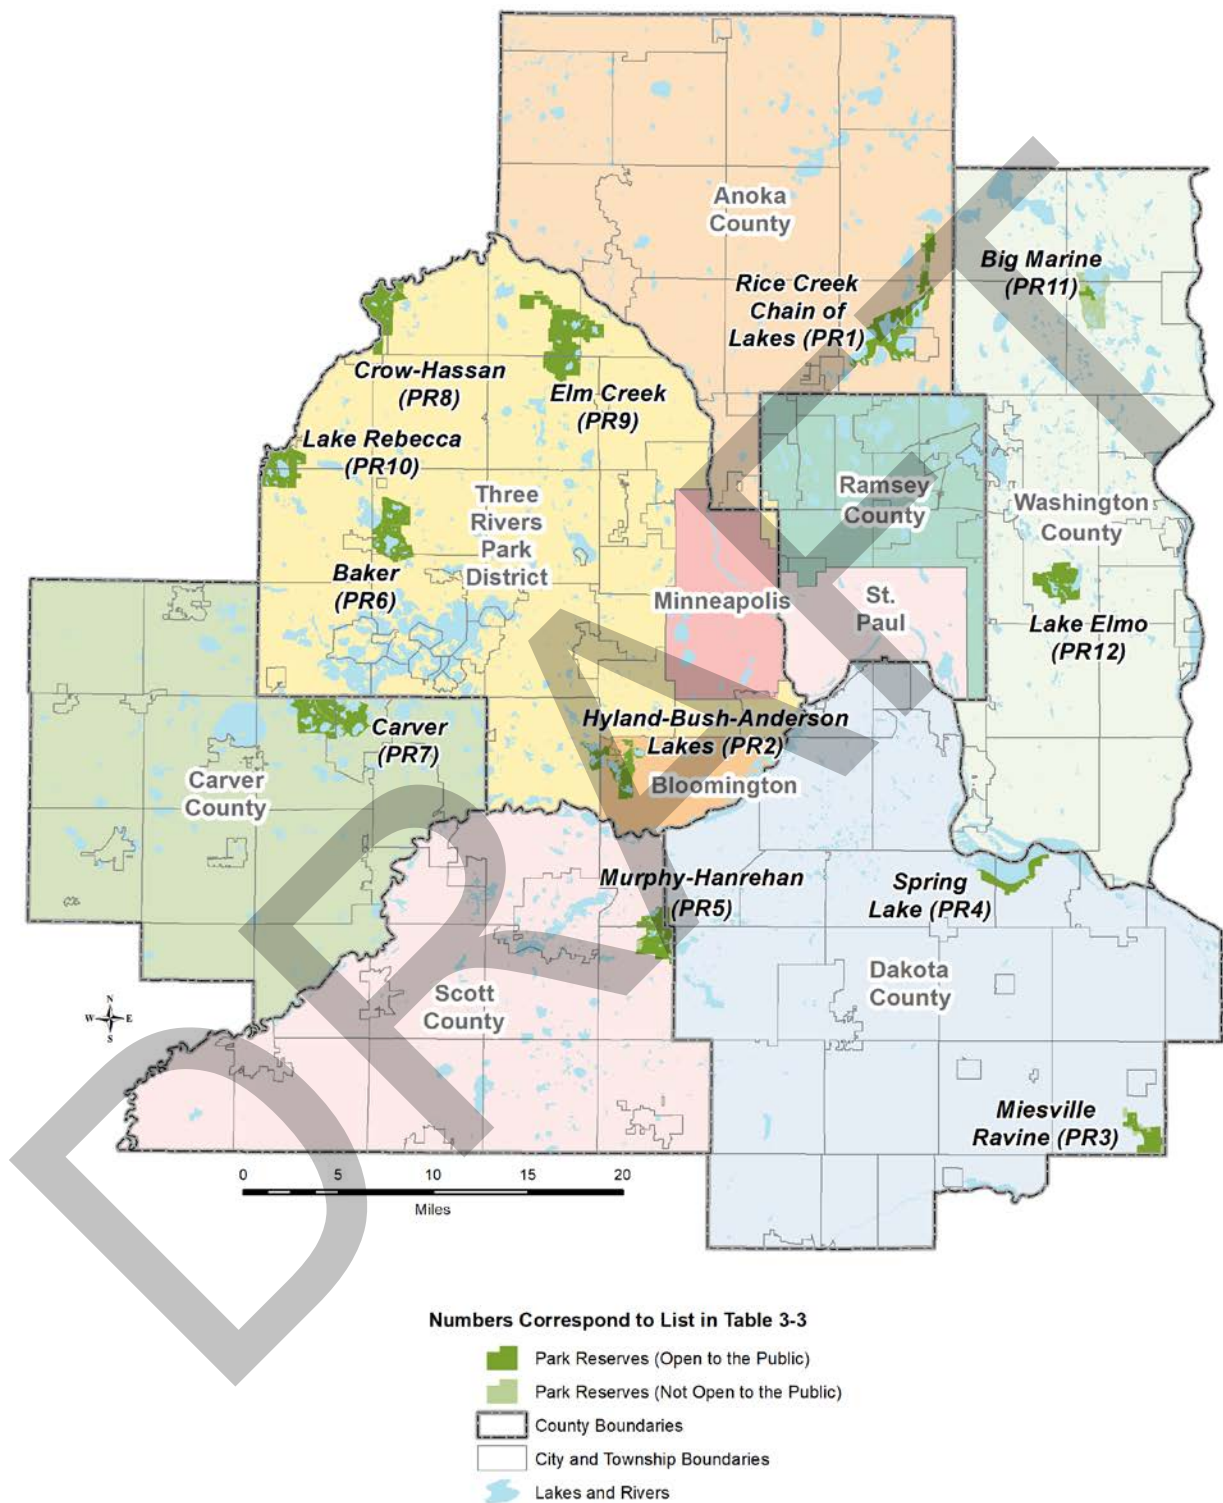 Anoka
County
Big Marine
(PR11)
Rice Creek
Chain of
Lakes (PR1)
Crow-Hassan
(PR8)
Elm Creek
(PR9)
Lake Rebecca
(PR10)
Three
Rivers
Park
District
Ramsey
County
Washington
County
Baker
(PR6)
Minneapolis
St.
Paul
Lake Elmo
(PR12)
Carver
(PR7)
Hyland-Bush-Anderson
Lakes (PR2)
Bloomington
Carver
County
Murphy-Hanrehan
(PR5)
Spring
Lake (PR4)
Dakota
County
Scott
County
N
W E
S
Miesville
Ravine (PR3)
0 5 10 15 20
Miles
DRAFT
Numbers Correspond to List in Table 3-3
Park Reserves (Open to the Public)
Park Reserves (Not Open to the Public)
County Boundaries
City and Township Boundaries
Lakes and Rivers